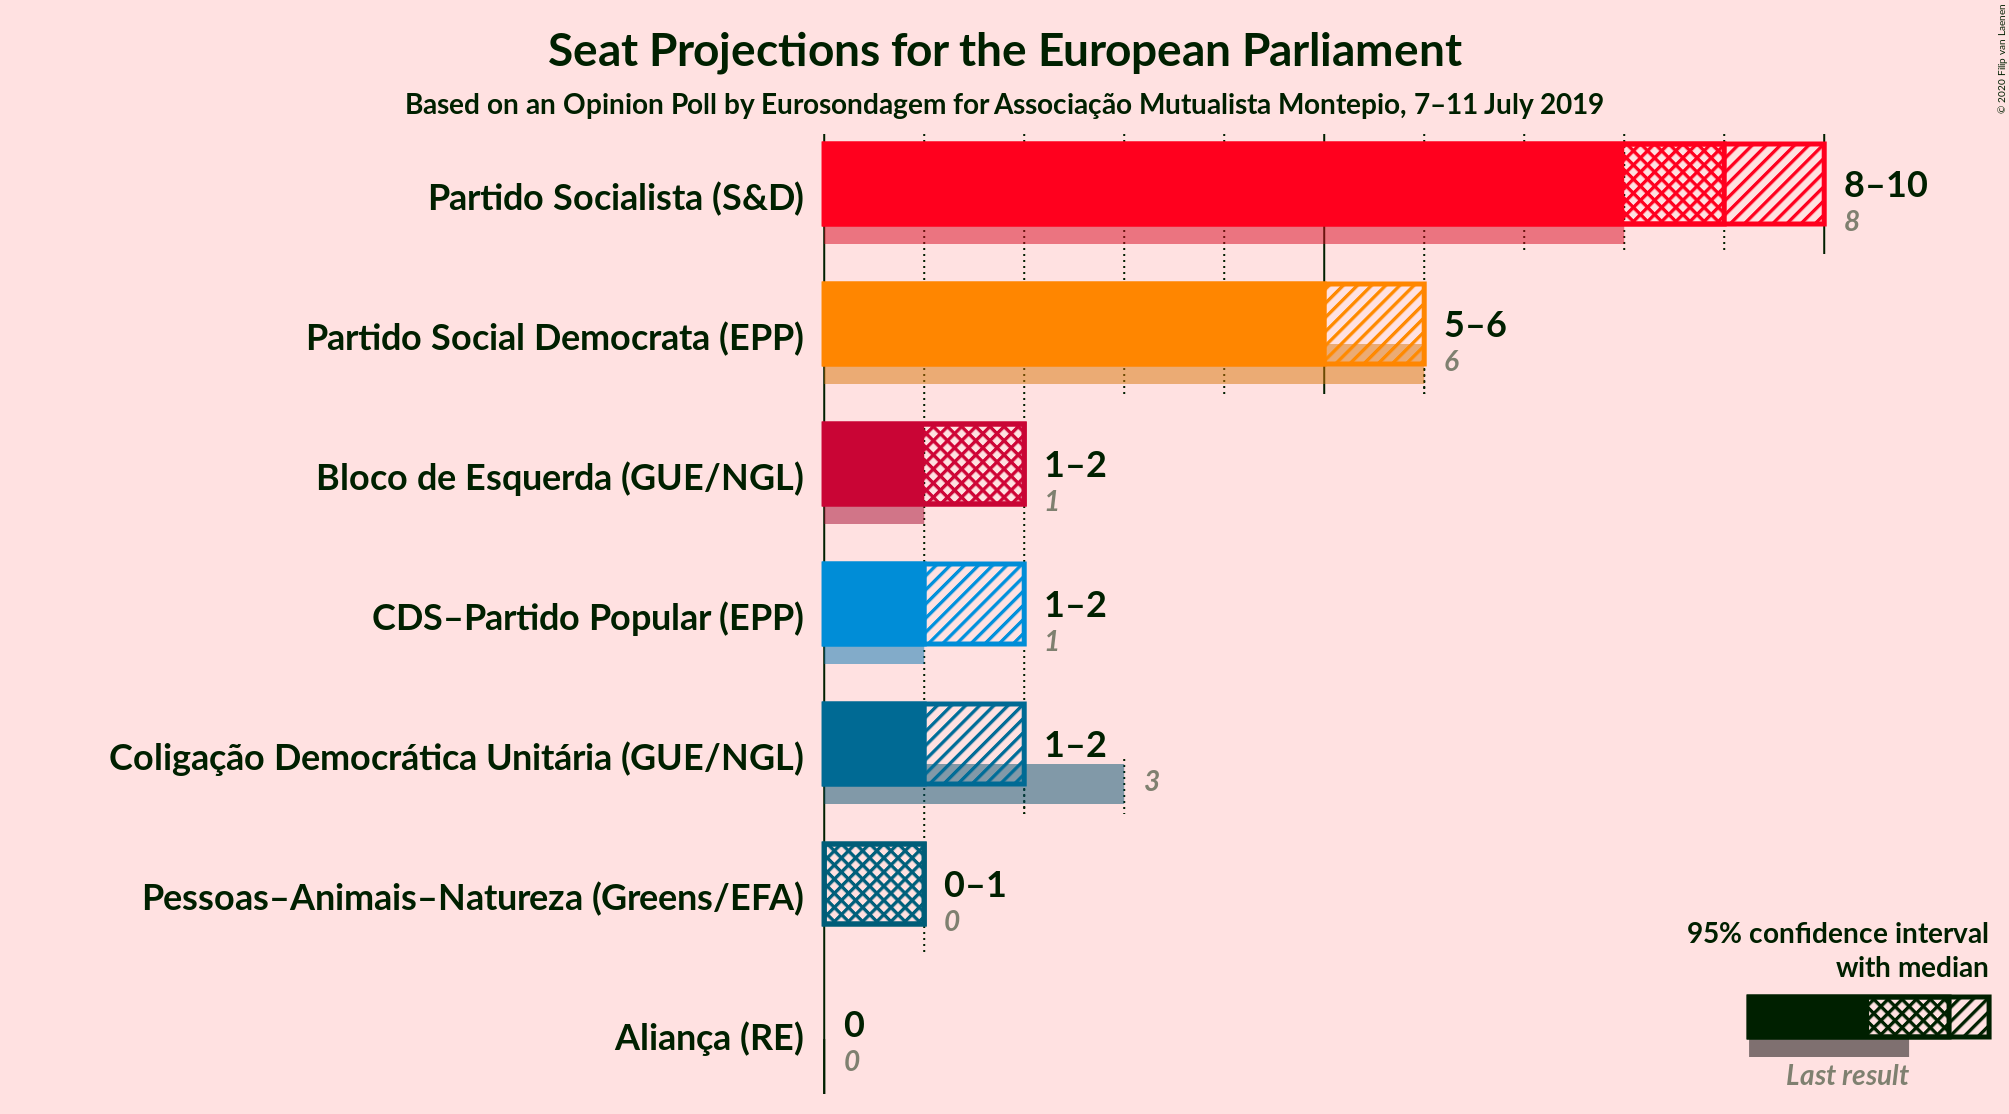 Seat Projections for the European Parliament
Based on an Opinion Poll by Eurosondagem for Associação Mutualista Montepio, 7–11 July 2019
© 2020 Filip van Laenen
Partido Socialista (S&D)
8–10
8
Partido Social Democrata (EPP)
5–6
6
Bloco de Esquerda (GUE/NGL)
1–2
1
CDS–Partido Popular (EPP)
1–2
1
Coligação Democrática Unitária (GUE/NGL)
1–2
3
Pessoas–Animais–Natureza (Greens/EFA)
0–1
0
Aliança (RE)
0
0
95% confidence interval
with median
Last result